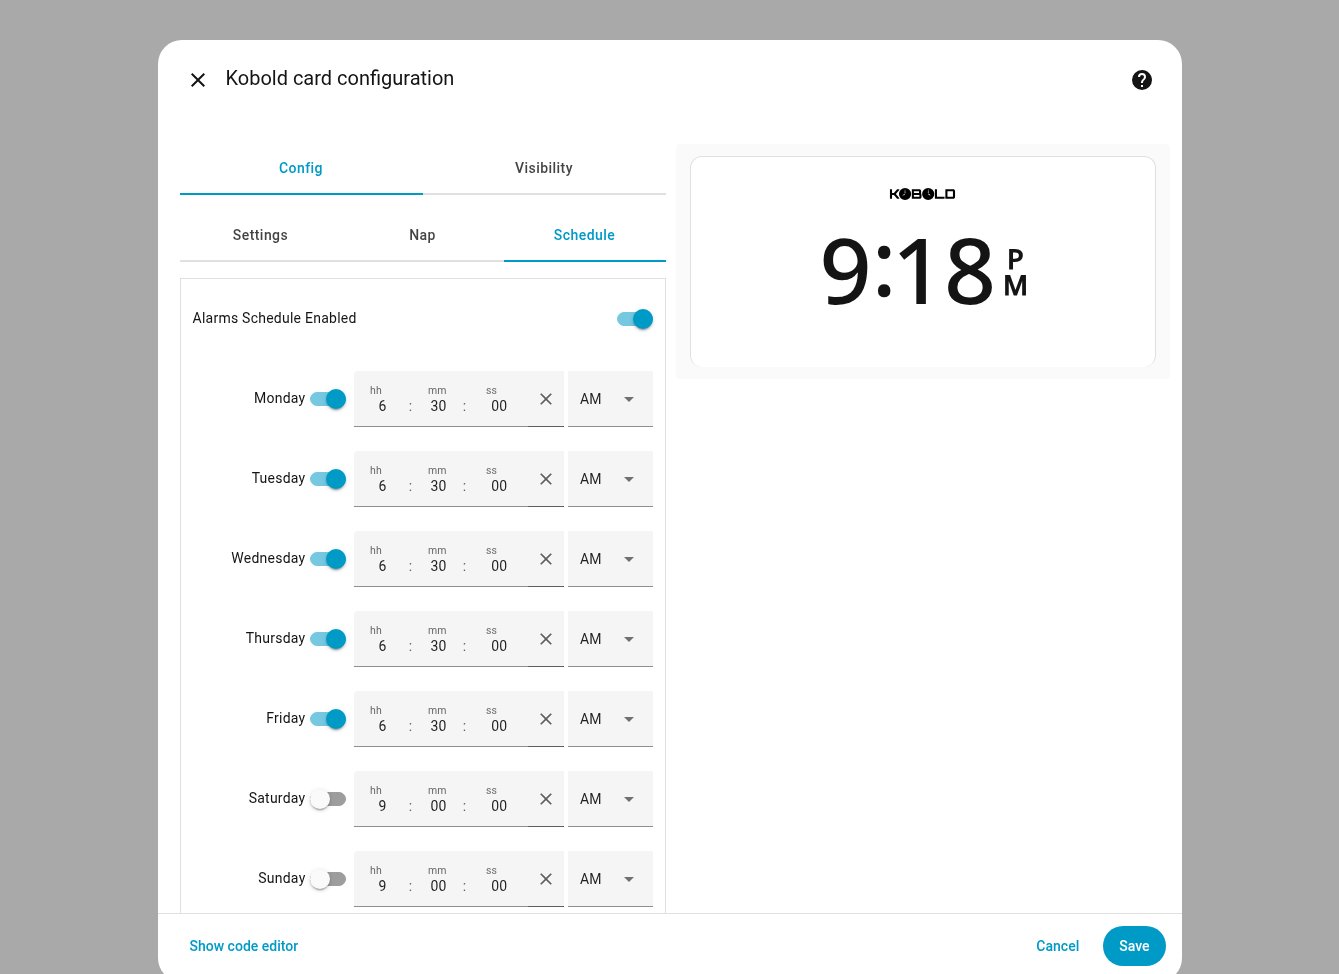 Kobold card configuration
Config Visibility
Settings Nap Schedule
Alarms Schedule Enabled
Monday hh 6 : mm 30 : ss 00 AM
Tuesday hh 6 : mm 30 : ss 00 AM
Wednesday hh 6 : mm 30 : ss 00 AM
Thursday hh 6 : mm 30 : ss 00 AM
Friday hh 6 : mm 30 : ss 00 AM
Saturday hh 9 : mm 00 : ss 00 AM
Sunday hh 9 : mm 00 : ss 00 AM
KOBOLD
9:18 PM
Show code editor Cancel Save